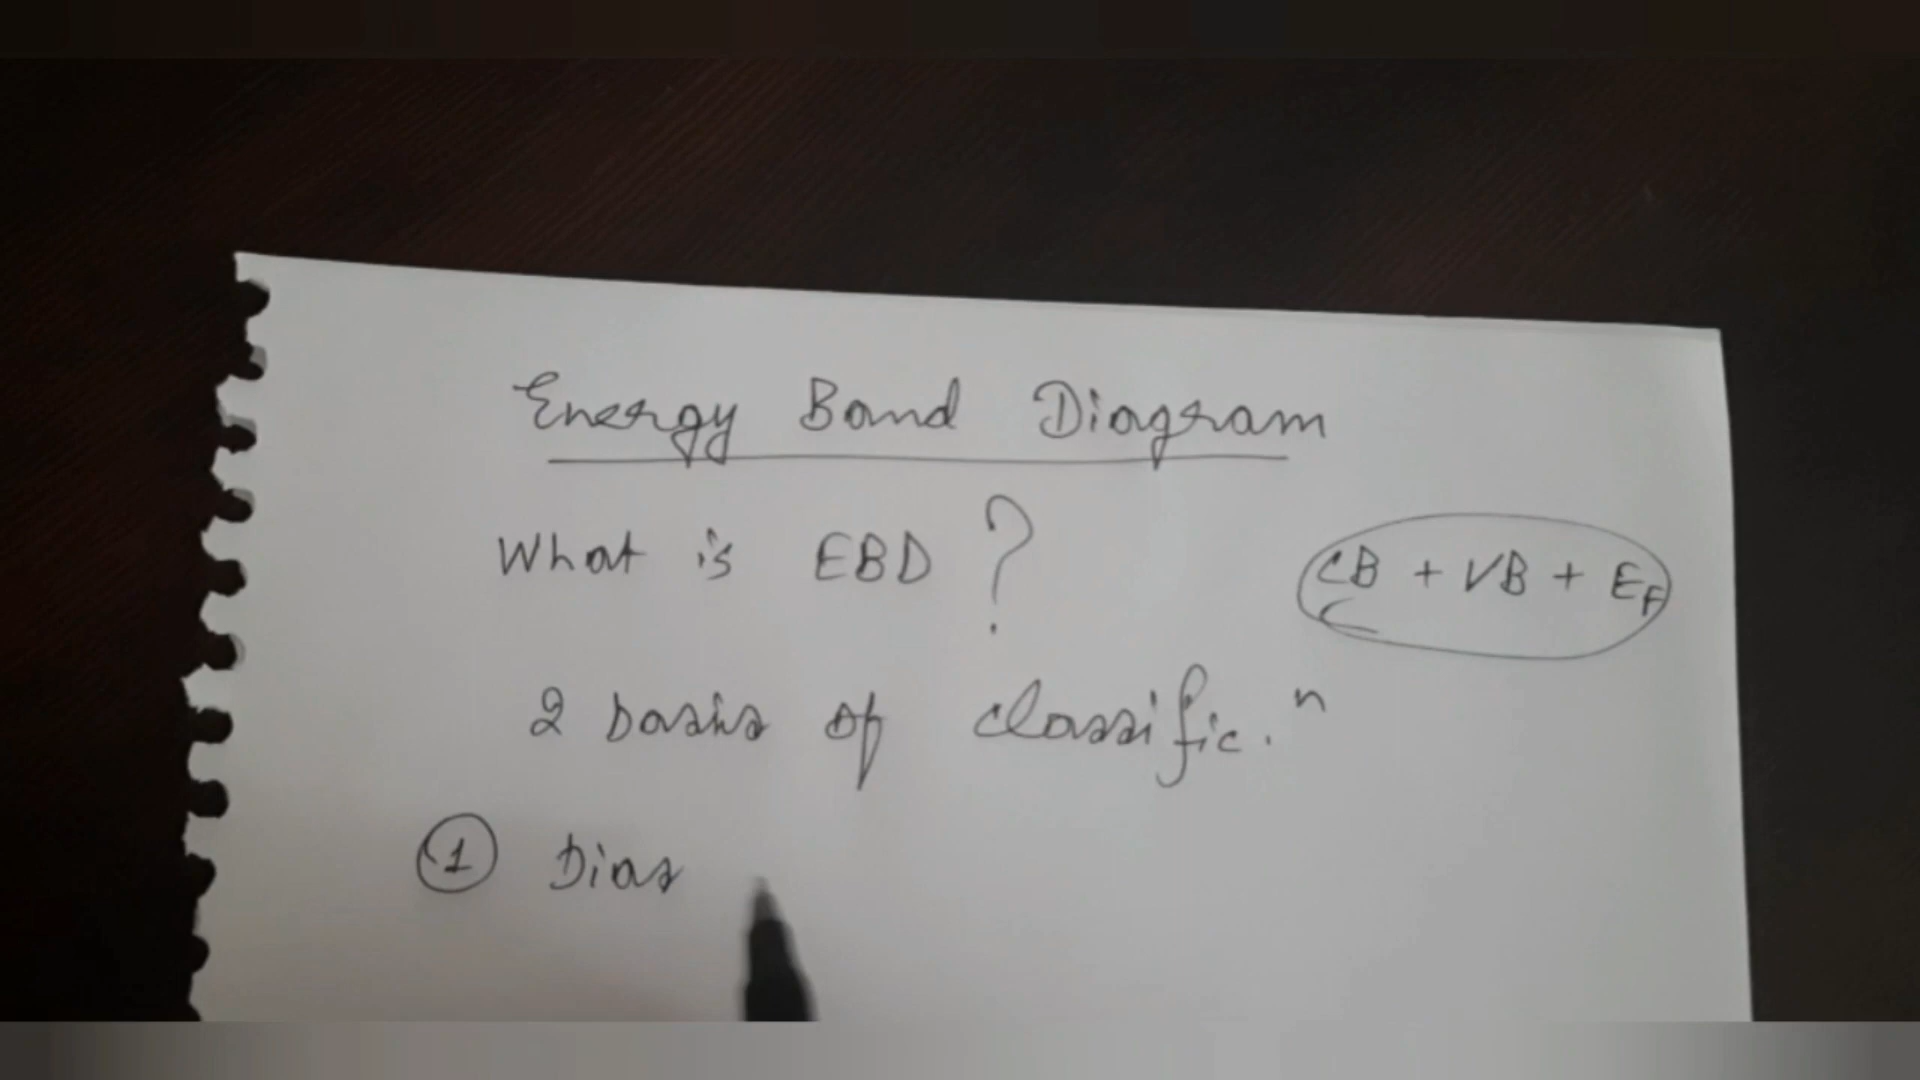 Energy Band Diagram
What is EBD ?
CB + VB + EF
2 basis of classific.n
1 Bias